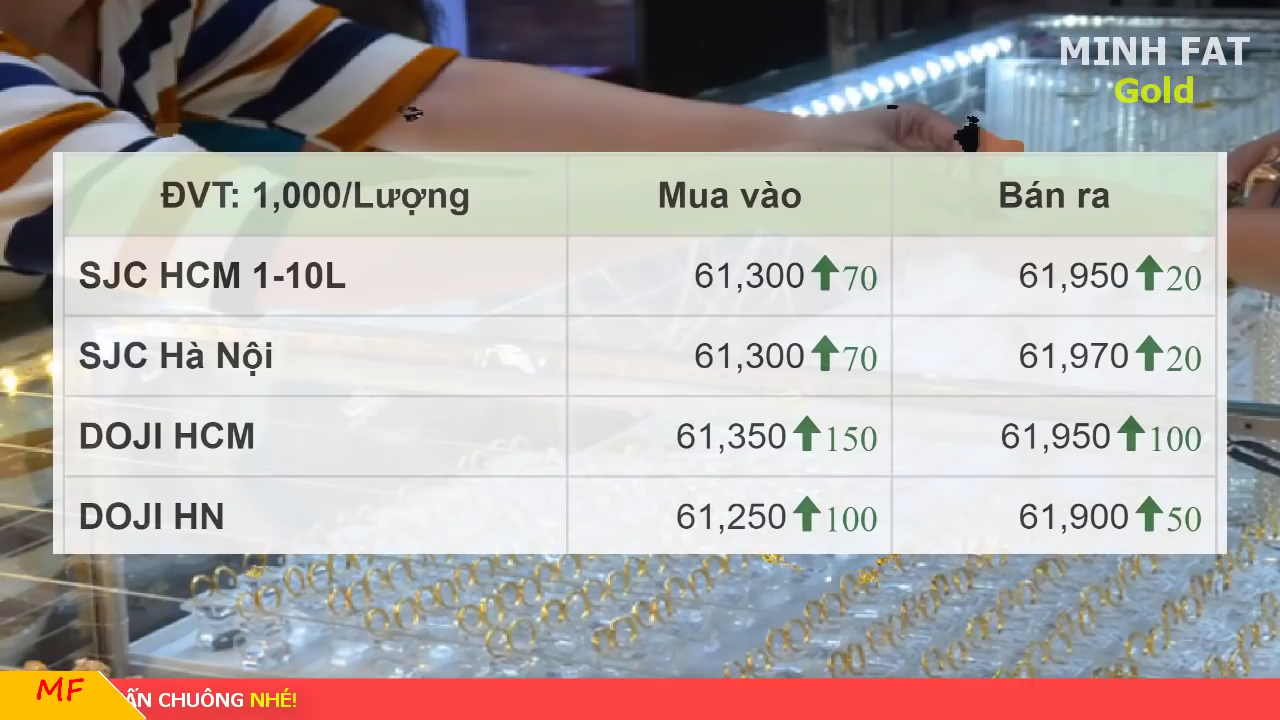 MINH FAT
Gold
ĐVT: 1,000/Lượng Mua vào Bán ra
SJC HCM 1-10L 61,300 70 61,950 20
SJC Hà Nội 61,300 70 61,970 20
DOJI HCM 61,350 150 61,950 100
DOJI HN 61,250 100 61,900 50
MF
ẤN CHUÔNG NHÉ!